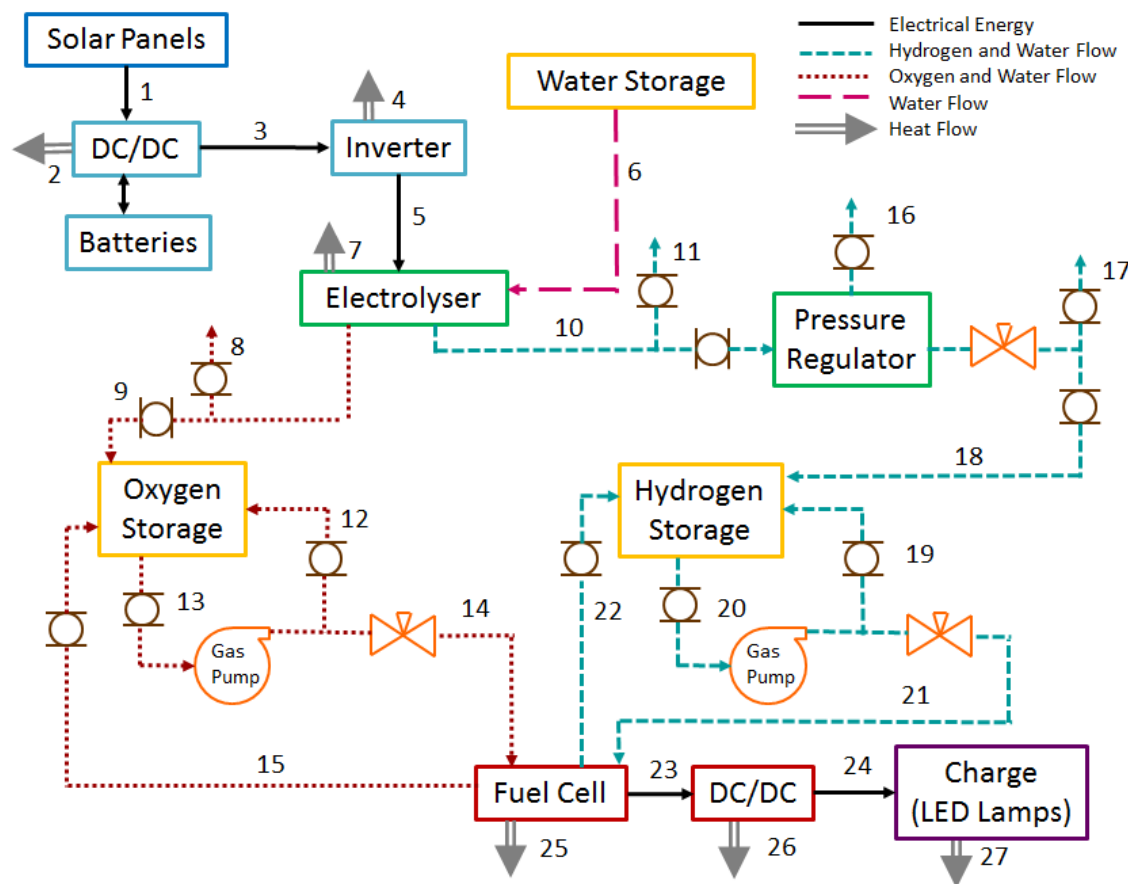 Solar Panels
1
DC/DC
2
3
4
Inverter
Batteries
5
Water Storage
6
Electrical Energy
Hydrogen and Water Flow
Oxygen and Water Flow
Water Flow
Heat Flow
7
Electrolyser
8
9
10
11
Pressure
Regulator
16
17
18
Oxygen
Storage
12
13
Gas
Pump
14
15
Hydrogen
Storage
19
20
22
Gas
Pump
21
Fuel Cell
23
DC/DC
24
Charge
(LED Lamps)
25
26
27